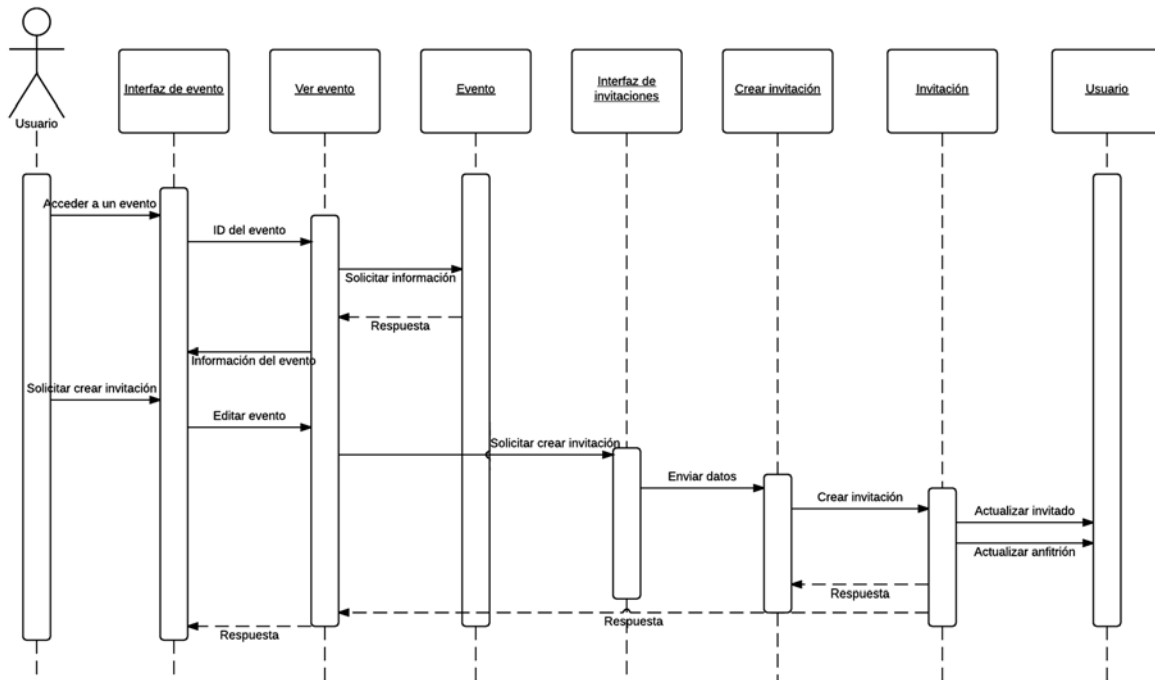 Usuario
Interfaz de evento
Ver evento
Evento
Interfaz de
invitaciones
Crear invitación
Invitación
Usuario
Acceder a un evento
ID del evento
Solicitar información
Respuesta
Información del evento
Solicitar crear invitación
Editar evento
Solicitar crear invitación
Enviar datos
Crear invitación
Actualizar invitado
Actualizar anfitrión
Respuesta
Respuesta
Respuesta